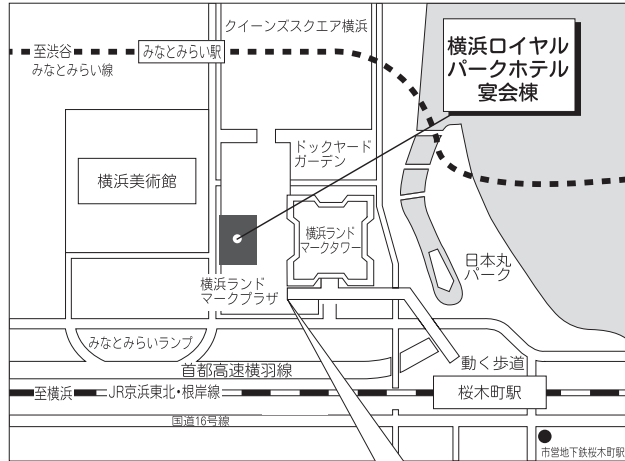 クイーンズスクエア横浜
至渋谷
みなとみらい線
みなとみらい駅
横浜ロイヤル
パークホテル
宴会棟
ドックヤード
ガーデン
横浜美術館
横浜ランド
マークタワー
日本丸
パーク
横浜ランド
マークプラザ
みなとみらいランプ
動く歩道
首都高速横羽線
至横浜
JR京浜東北・根岸線
桜木町駅
国道16号線
市営地下鉄桜木町駅